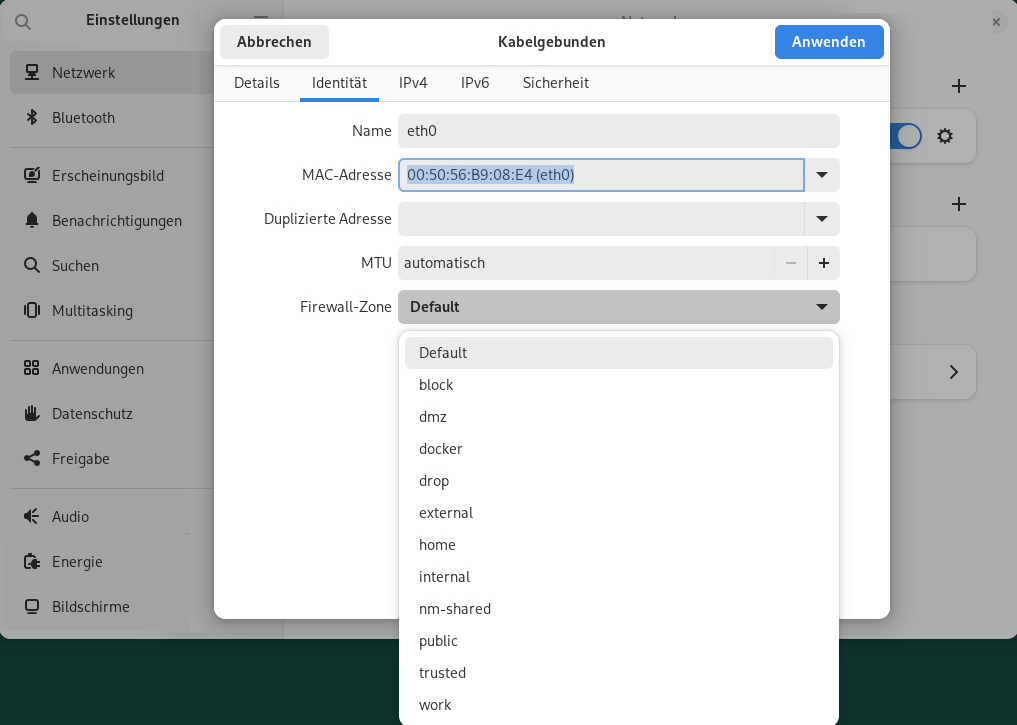 Einstellungen
Netzwerk
Bluetooth
Erscheinungsbild
Benachrichtigungen
Suchen
Multitasking
Anwendungen
Datenschutz
Freigabe
Audio
Energie
Bildschirme
Abbrechen
Kabelgebunden
Anwenden
Details Identität IPv4 IPv6 Sicherheit
Name eth0
MAC-Adresse 00:50:56:B9:08:E4 (eth0)
Duplizierte Adresse
MTU automatisch
Firewall-Zone Default
Default
block
dmz
docker
drop
external
home
internal
nm-shared
public
trusted
work